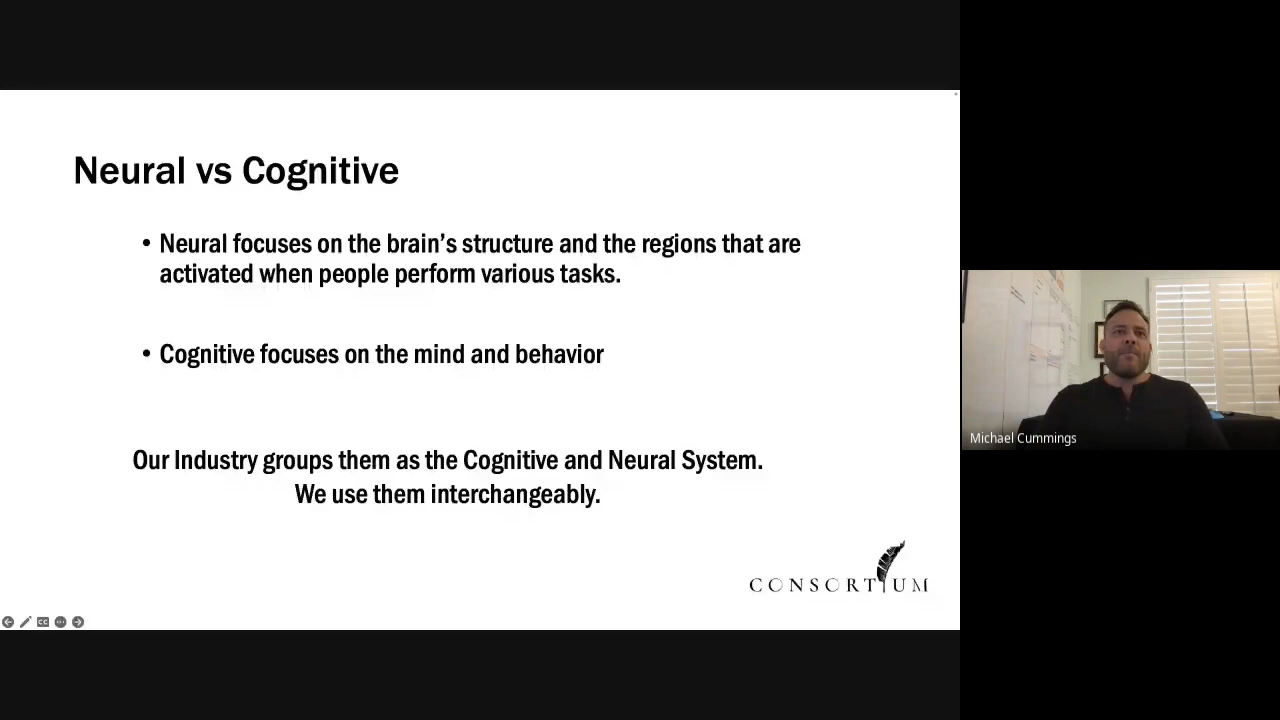 Neural vs Cognitive
• Neural focuses on the brain’s structure and the regions that are
activated when people perform various tasks.
• Cognitive focuses on the mind and behavior
Our Industry groups them as the Cognitive and Neural System.
We use them interchangeably.
CONSORTIUM
CC
Michael Cummings